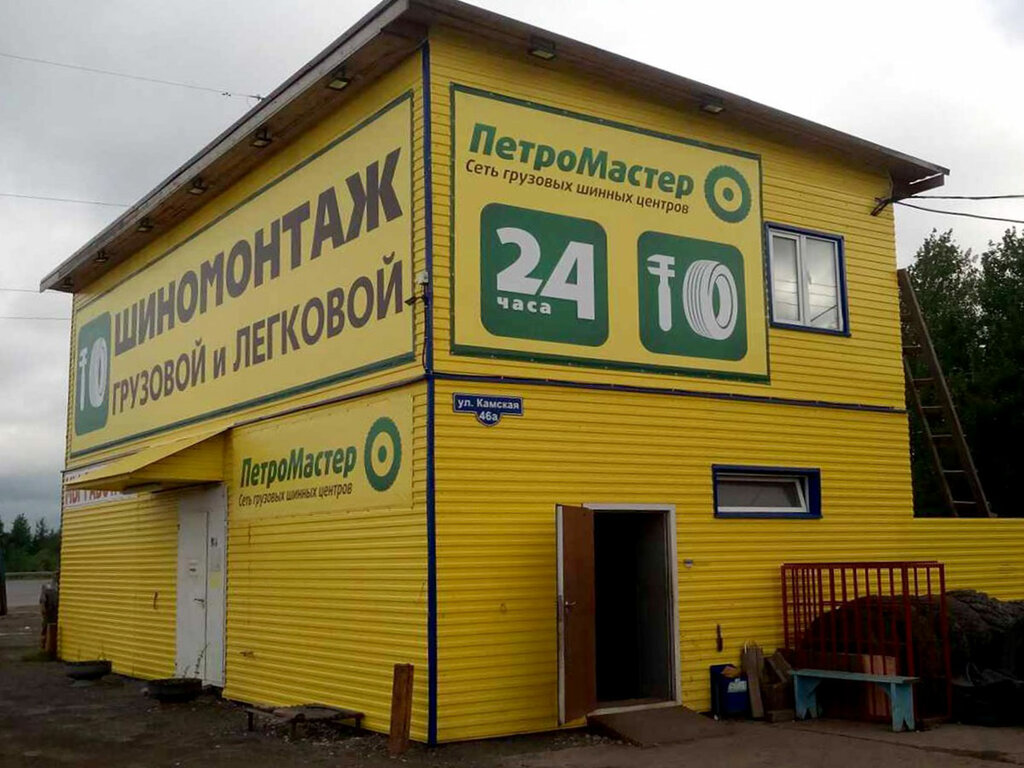 ШИНОМОНТАЖ
ГРУЗОВОЙ и ЛЕГКОВОЙ
ПетроМастер
Сеть грузовых шинных центров
24
часа
ул. Камская
46а
ПетроМастер
Сеть грузовых шинных центров